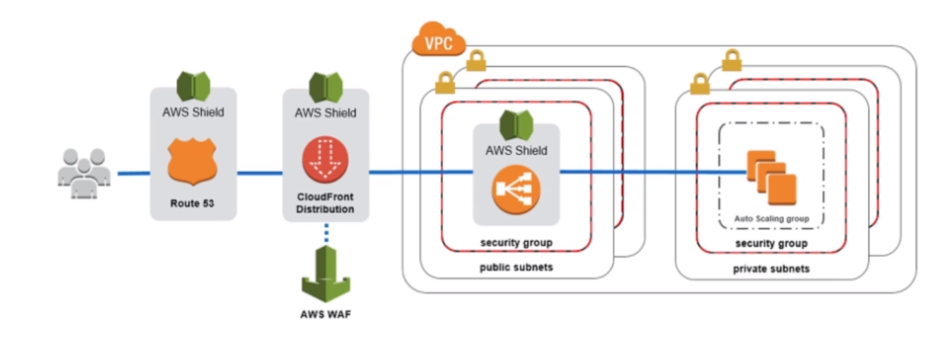 VPC
AWS Shield
Route 53
AWS Shield
CloudFront
Distribution
AWS WAF
AWS Shield
security group
public subnets
Auto Scaling group
security group
private subnets